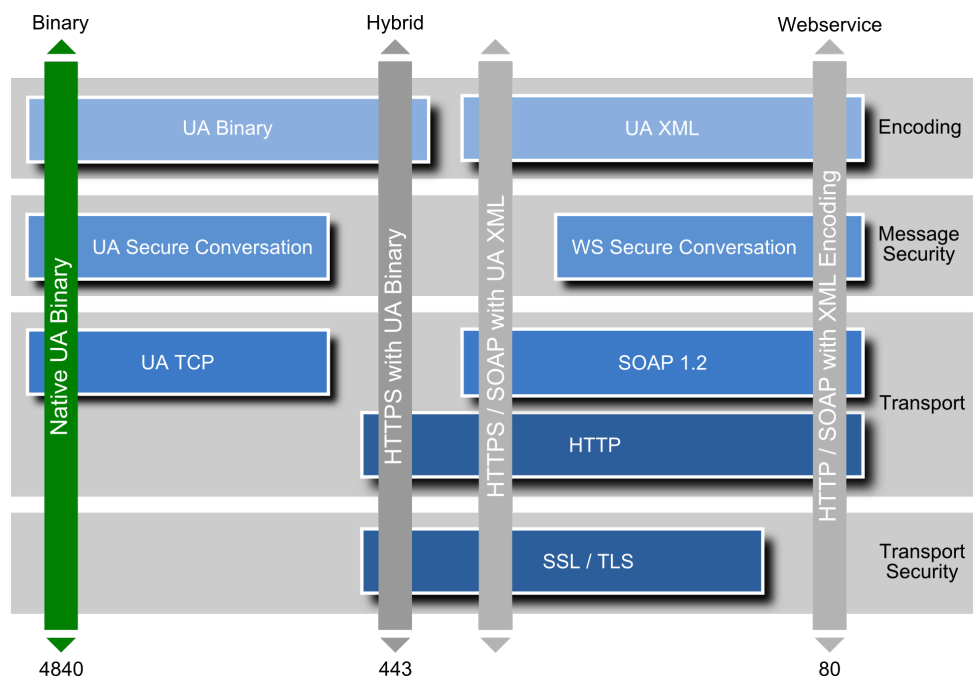 Binary
Hybrid
Webservice
UA Binary
UA XML
Encoding
UA Secure Conversation
WS Secure Conversation
Message
Security
UA TCP
SOAP 1.2
Transport
HTTP
SSL / TLS
Transport
Security
Native UA Binary
HTTPS with UA Binary
HTTPS / SOAP with UA XML
HTTP / SOAP with XML Encoding
4840
443
80